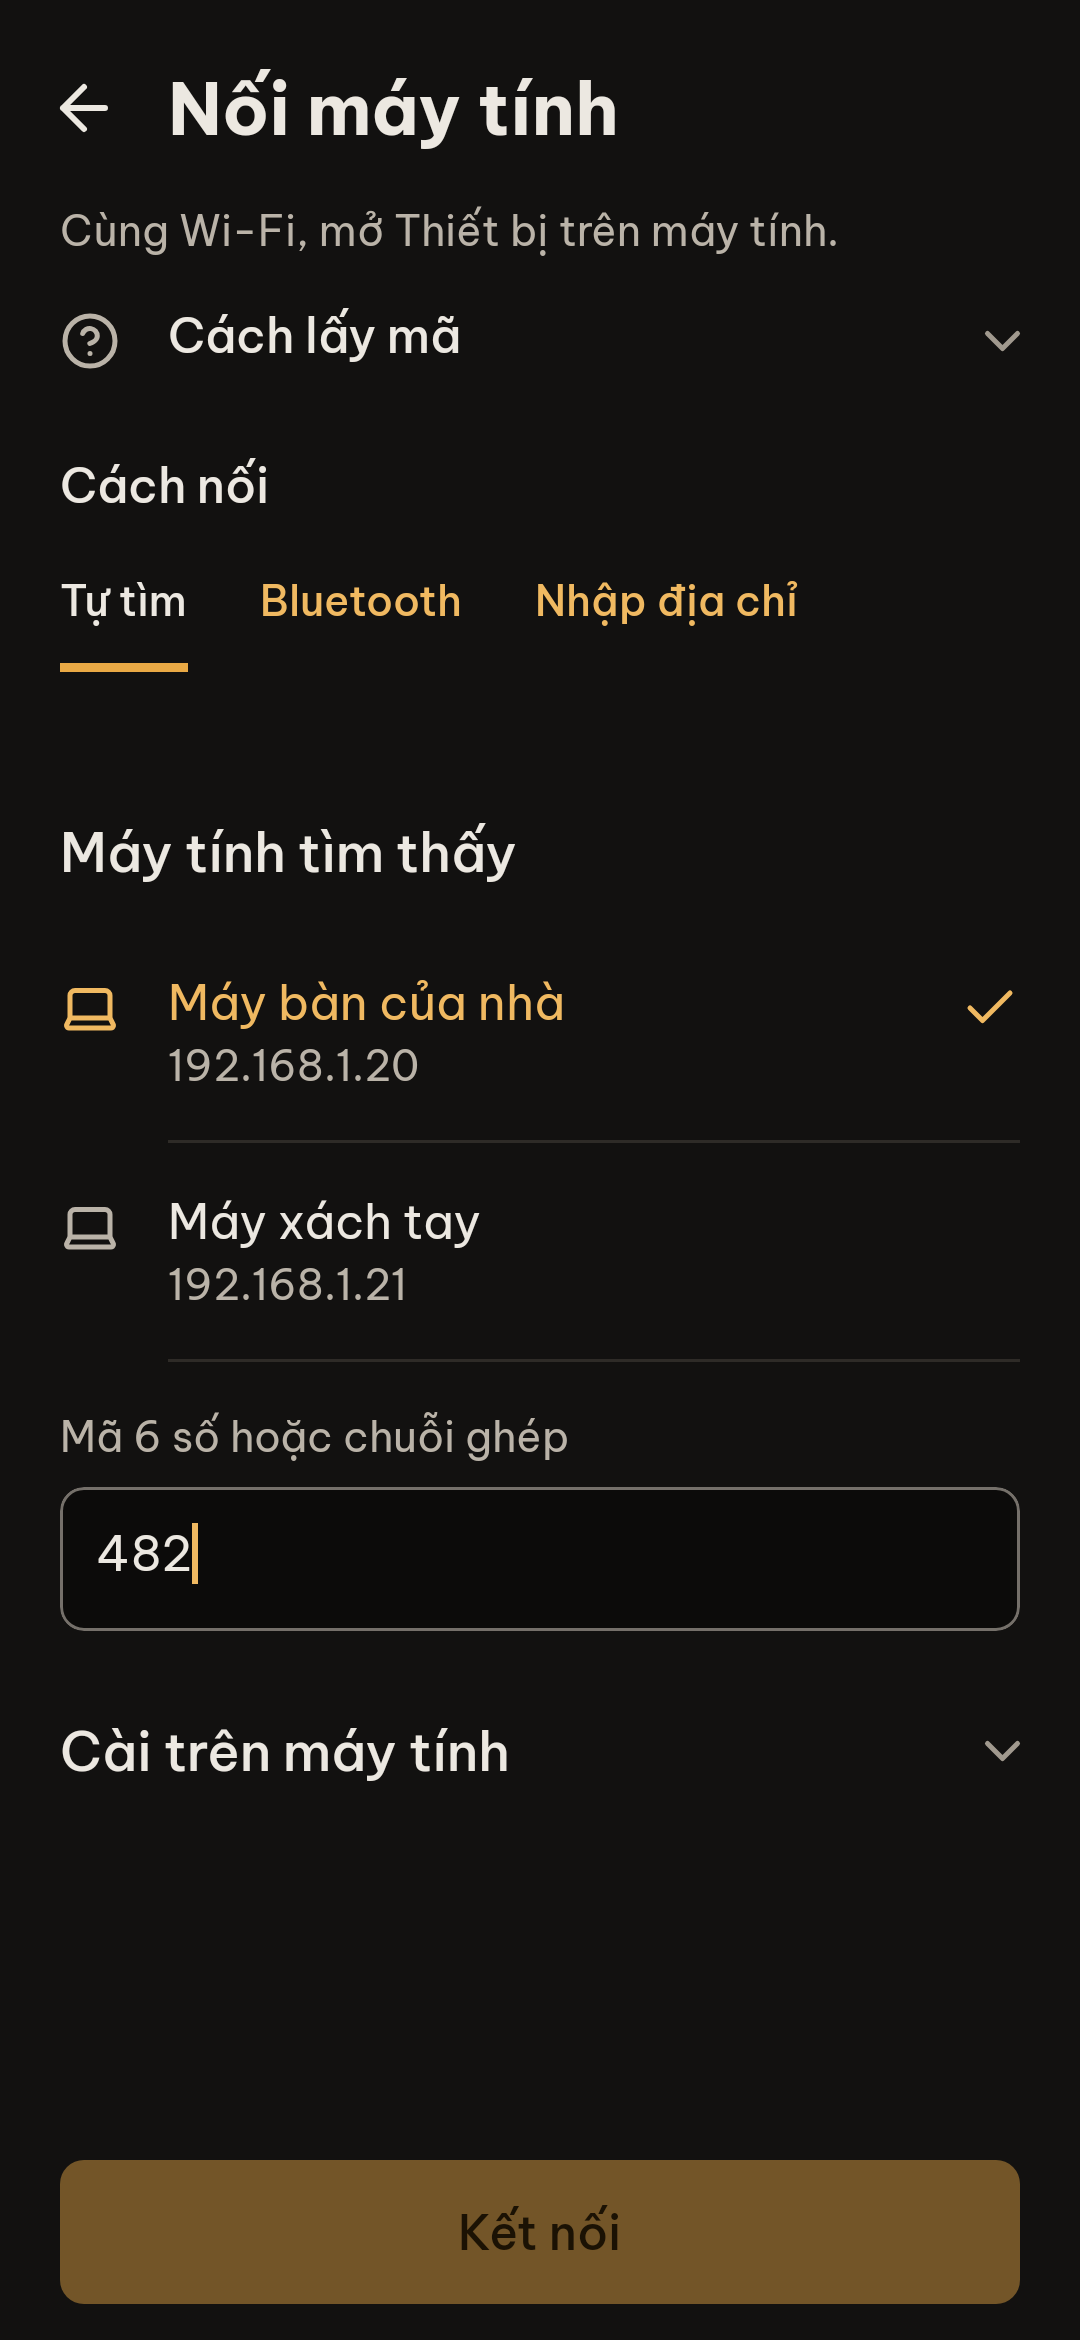 Nối máy tính
Cùng Wi-Fi, mở Thiết bị trên máy tính.
Cách lấy mã
Cách nối
Tự tìm Bluetooth Nhập địa chỉ
Máy tính tìm thấy
Máy bàn của nhà
192.168.1.20
Máy xách tay
192.168.1.21
Mã 6 số hoặc chuỗi ghép
482
Cài trên máy tính
Kết nối